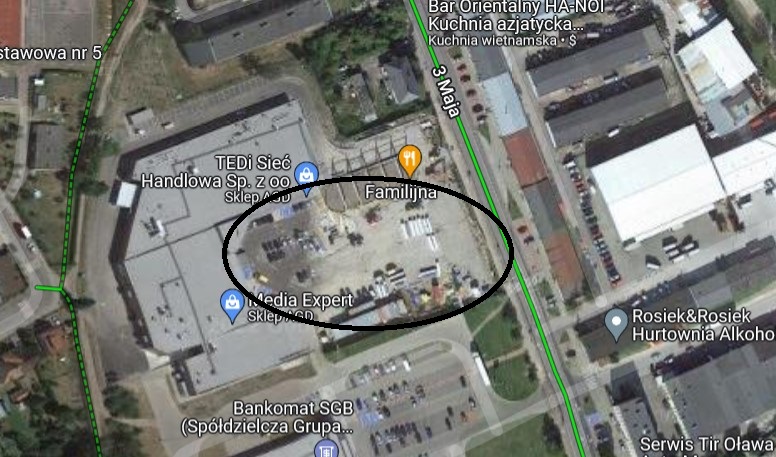 Bar Orientalny HA-NOI
Kuchnia azjatycka...
Kuchnia wietnamska • $
stawowa nr 5
3 Maja
TEDi Sieć
Handlowa Sp. z oo
Sklep AGD
Familijna
Media Expert
Sklep AGD
Rosiek&Rosiek
Hurtownia Alkoho
Bankomat SGB
(Spółdzielcza Grupa...
Serwis Tir Oława